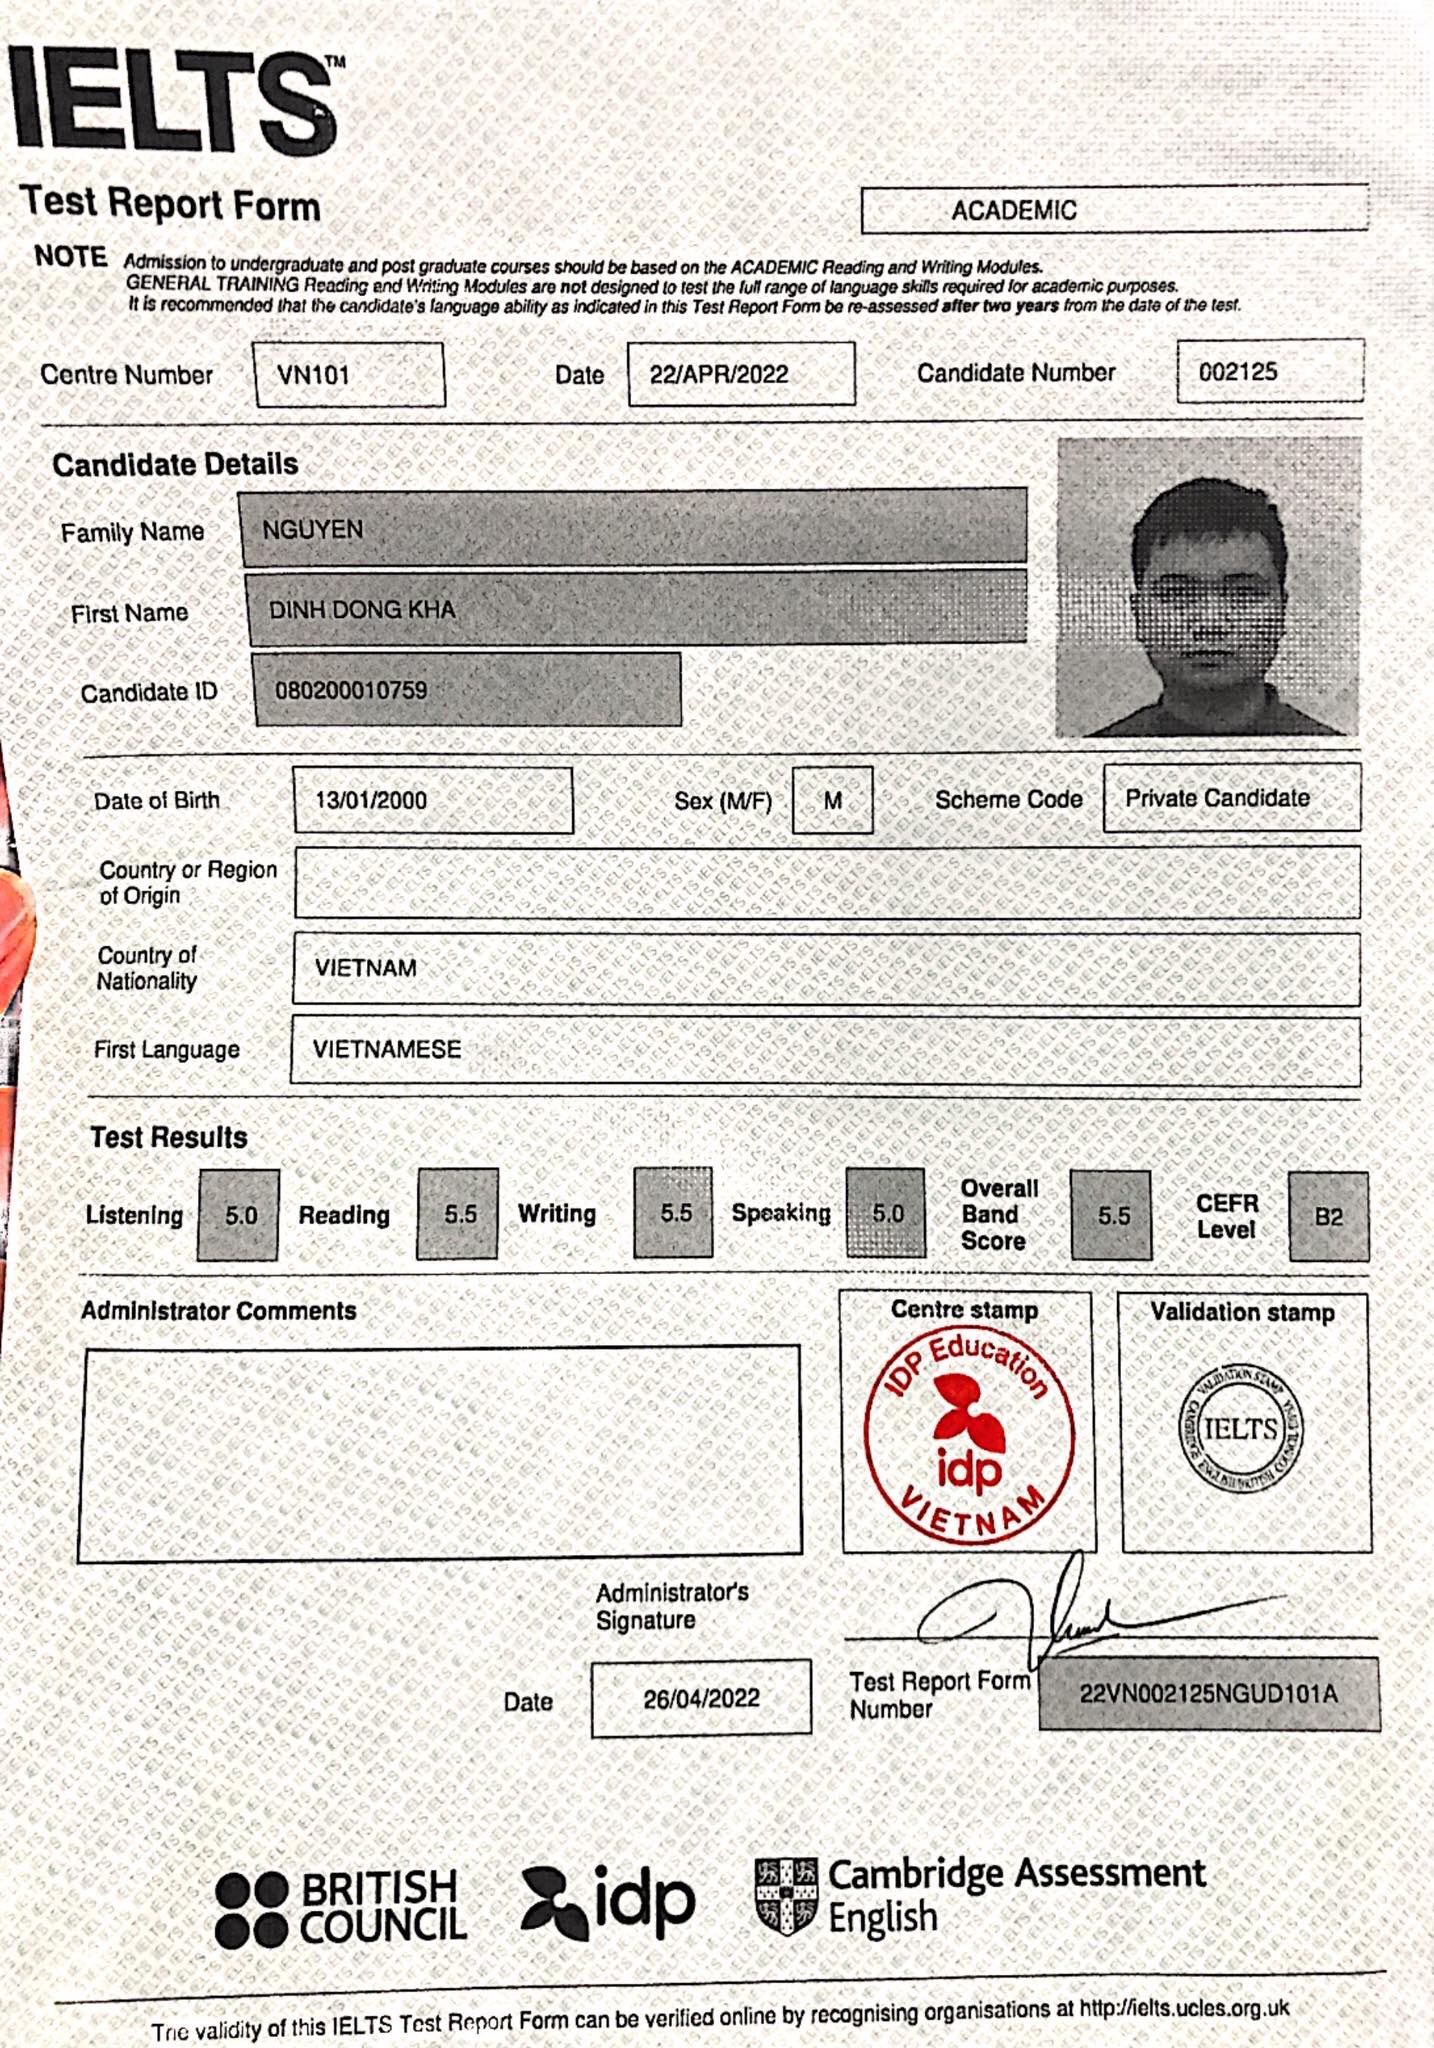 IELTS™
Test Report Form
ACADEMIC
NOTE Admission to undergraduate and post graduate courses should be based on the ACADEMIC Reading and Writing Modules.
GENERAL TRAINING Reading and Writing Modules are not designed to test the full range of language skills required for academic purposes.
It is recommended that the candidate's language ability as indicated in this Test Report Form be re-assessed after two years from the date of the test.
Centre Number VN101 Date 22/APR/2022 Candidate Number 002125
Candidate Details
Family Name NGUYEN
First Name DINH DONG KHA
Candidate ID 080200010759
Date of Birth 13/01/2000 Sex (M/F) M Scheme Code Private Candidate
Country or Region
of Origin
Country of
Nationality VIETNAM
First Language VIETNAMESE
Test Results
Listening 5.0 Reading 5.5 Writing 5.5 Speaking 5.0 Overall Band Score 5.5 CEFR Level B2
Administrator Comments
Centre stamp
IDP Education
idp
VIETNAM
Validation stamp
VALIDATION STAMP
IELTS
Administrator's
Signature
Date 26/04/2022
Test Report Form
Number 22VN002125NGUD101A
BRITISH
COUNCIL
idp
Cambridge Assessment
English
The validity of this IELTS Test Report Form can be verified online by recognising organisations at http://ielts.ucles.org.uk